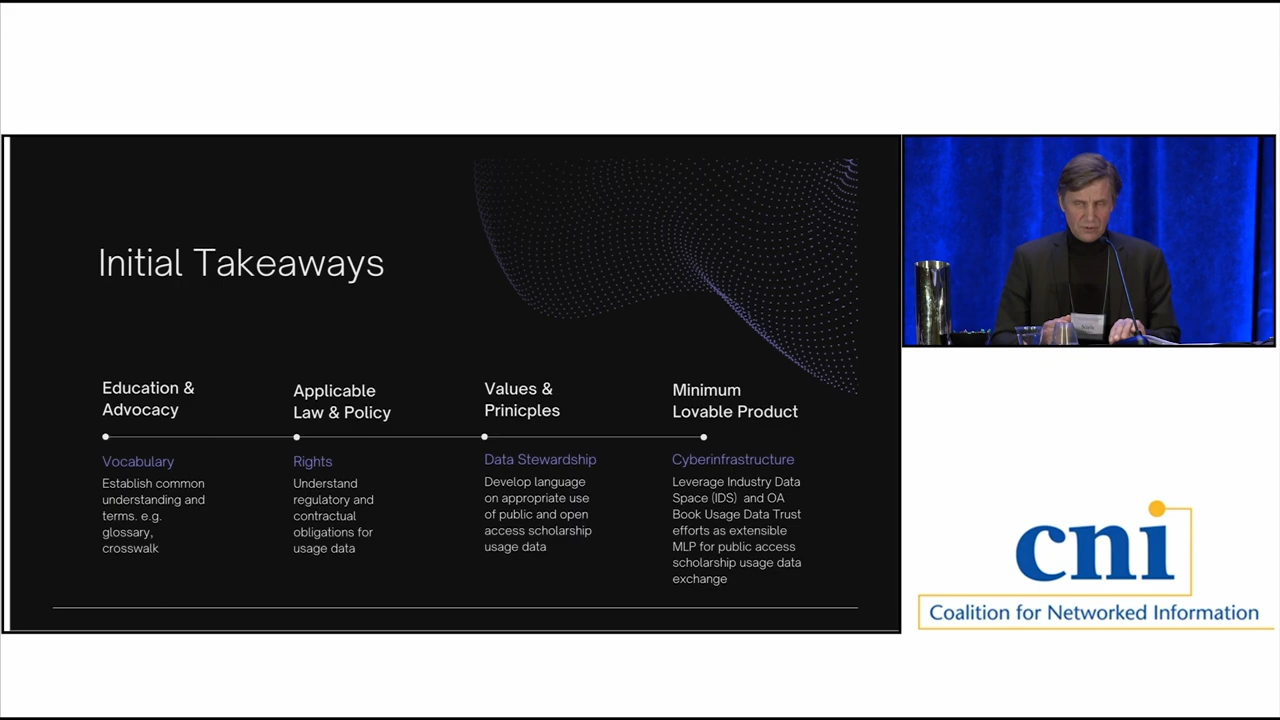 Initial Takeaways
Education &
Advocacy
Vocabulary
Establish common
understanding and
terms. e.g.
glossary,
crosswalk
Applicable
Law & Policy
Rights
Understand
regulatory and
contractual
obligations for
usage data
Values &
Prinicples
Data Stewardship
Develop language
on appropriate use
of public and open
access scholarship
usage data
Minimum
Lovable Product
Cyberinfrastructure
Leverage Industry Data
Space (IDS) and OA
Book Usage Data Trust
efforts as extensible
MLP for public access
scholarship usage data
exchange
cni
Coalition for Networked Information